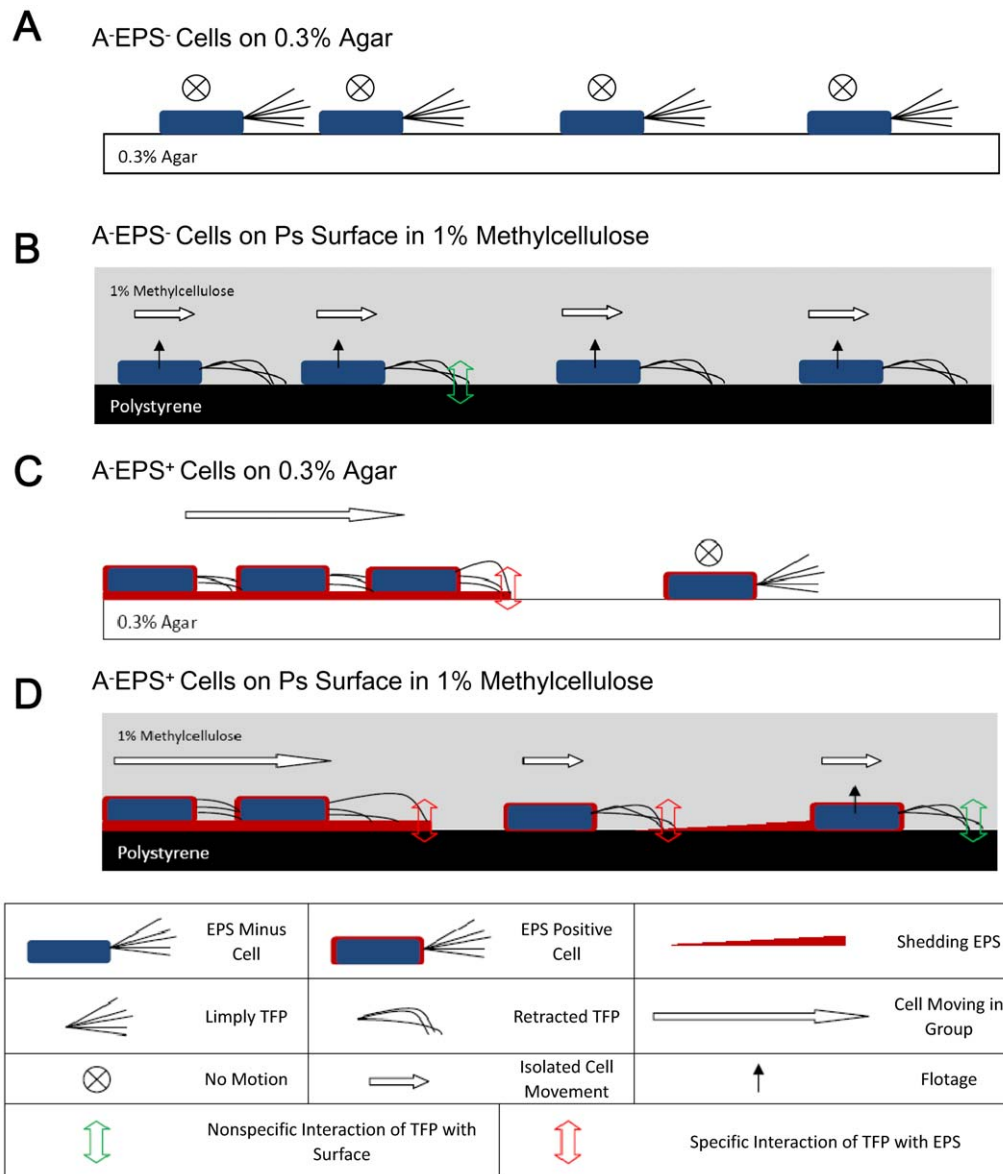 A
A-EPS- Cells on 0.3% Agar
0.3% Agar
B
A-EPS- Cells on Ps Surface in 1% Methylcellulose
1% Methylcellulose
Polystyrene
C
A-EPS+ Cells on 0.3% Agar
0.3% Agar
D
A-EPS+ Cells on Ps Surface in 1% Methylcellulose
1% Methylcellulose
Polystyrene
EPS Minus
Cell
EPS Positive
Cell
Shedding EPS
Limply TFP
Retracted TFP
Cell Moving in
Group
No Motion
Isolated Cell
Movement
Flotage
Nonspecific Interaction of TFP with
Surface
Specific Interaction of TFP with EPS